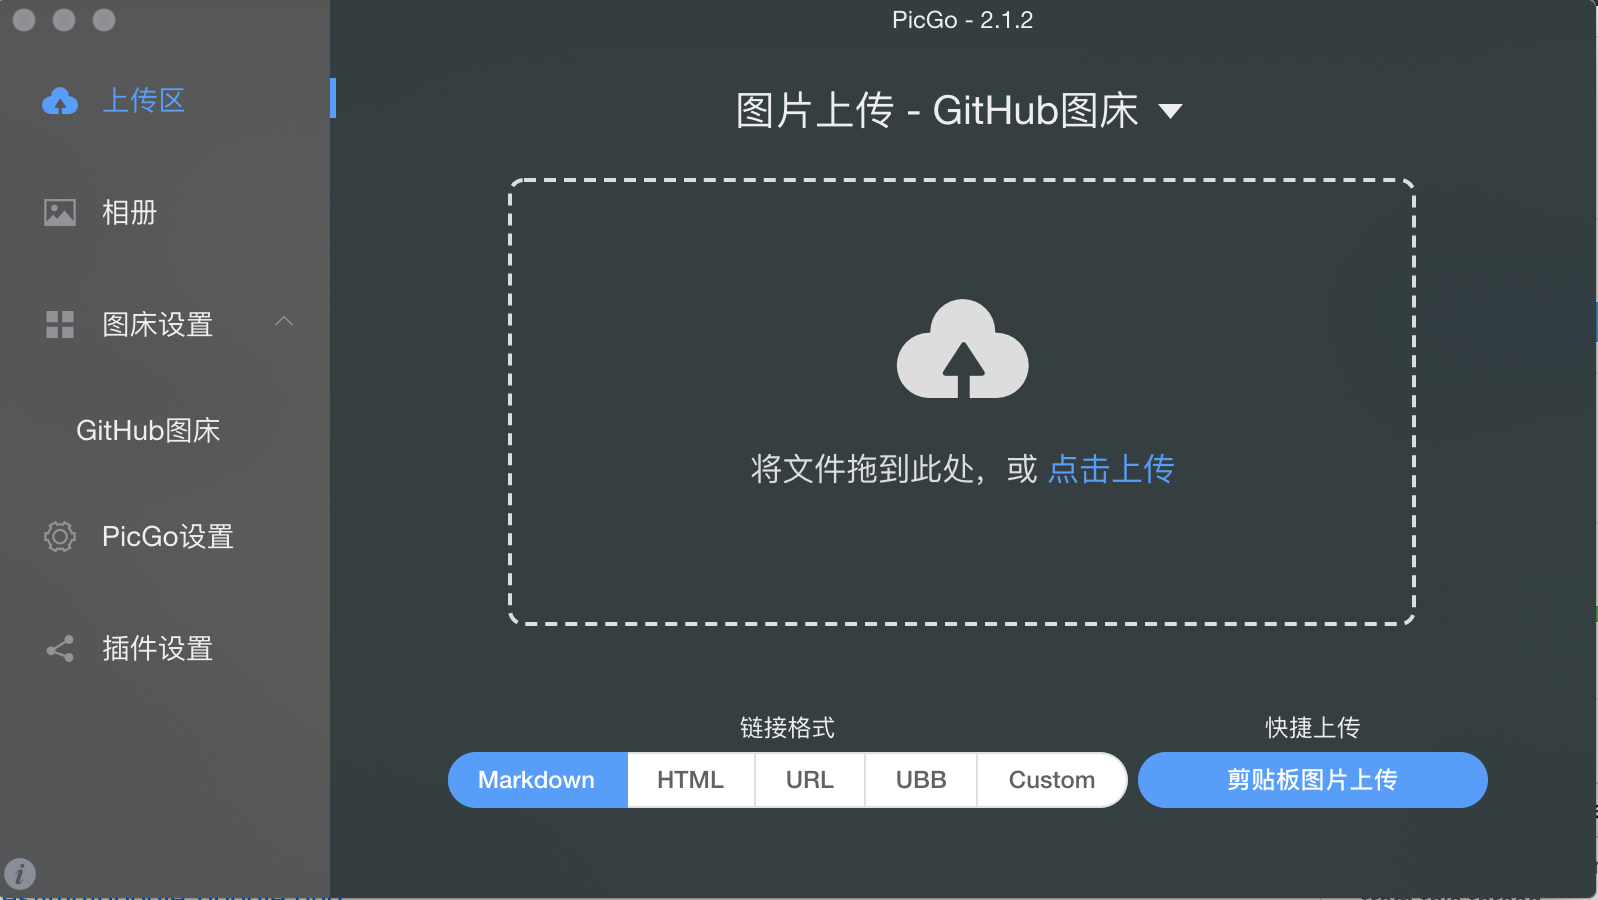 PicGo - 2.1.2
上传区
相册
图床设置
GitHub图床
PicGo设置
插件设置
图片上传 - GitHub图床
将文件拖到此处，或 点击上传
链接格式
Markdown HTML URL UBB Custom
快捷上传
剪贴板图片上传